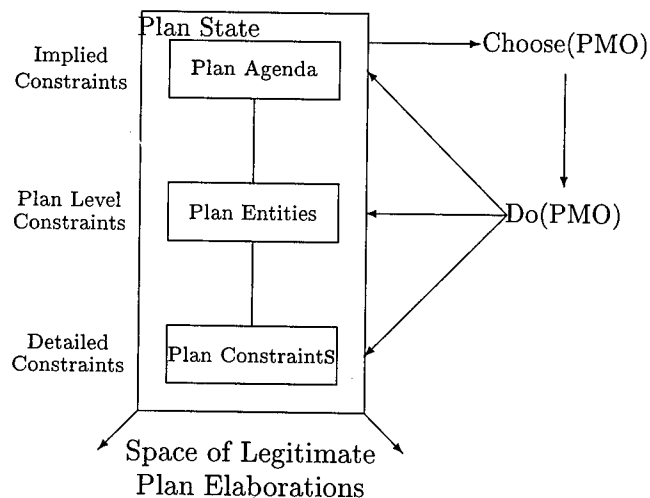 Plan State
Choose(PMO)
Implied
Constraints
Plan Agenda
Plan Level
Constraints
Plan Entities
Do(PMO)
Detailed
Constraints
Plan ConstraintS
Space of Legitimate
Plan Elaborations